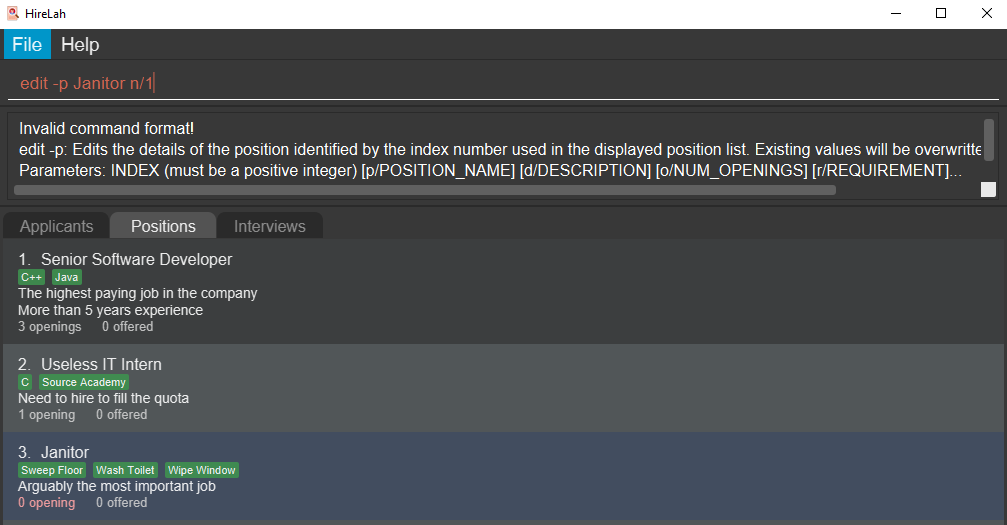 HireLah
File Help
edit -p Janitor n/1
Invalid command format!
edit -p: Edits the details of the position identified by the index number used in the displayed position list. Existing values will be overwritte
Parameters: INDEX (must be a positive integer) [p/POSITION_NAME] [d/DESCRIPTION] [o/NUM_OPENINGS] [r/REQUIREMENT]...
Applicants Positions Interviews
1. Senior Software Developer
C++ Java
The highest paying job in the company
More than 5 years experience
3 openings 0 offered
2. Useless IT Intern
C Source Academy
Need to hire to fill the quota
1 opening 0 offered
3. Janitor
Sweep Floor Wash Toilet Wipe Window
Arguably the most important job
0 opening 0 offered